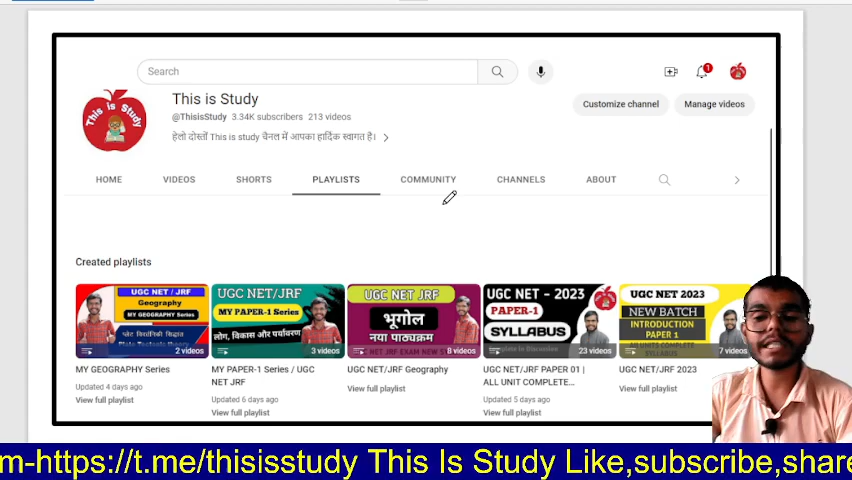 Search
1
This is Study
This is Study
@ThisisStudy 3.34K subscribers 213 videos
Customize channel
Manage videos
हेलो दोस्तों This is study चैनल में आपका हार्दिक स्वागत है।
HOME VIDEOS SHORTS PLAYLISTS COMMUNITY CHANNELS ABOUT
Created playlists
UGC NET / JRF
Geography
MY GEOGRAPHY SERIES
प्लेट विवर्तनिकी सिद्धांत
2 videos
MY GEOGRAPHY Series
Updated 4 days ago
View full playlist
UGC NET/JRF
MY PAPER-1 Series
लोग, विकास और पर्यावरण
3 videos
MY PAPER-1 Series / UGC
NET JRF
Updated 6 days ago
View full playlist
UGC NET JRF
भूगोल
नया पाठ्यक्रम
8 videos
UGC NET/JRF Geography
View full playlist
UGC NET - 2023
PAPER-1
SYLLABUS
23 videos
UGC NET/JRF PAPER 01 |
ALL UNIT COMPLETE...
Updated 5 days ago
View full playlist
UGC NET 2023
NEW BATCH
INTRODUCTION
PAPER 1
7 videos
UGC NET/JRF 2023
View full playlist
m-https://t.me/thisisstudy This Is Study Like,subscribe,share